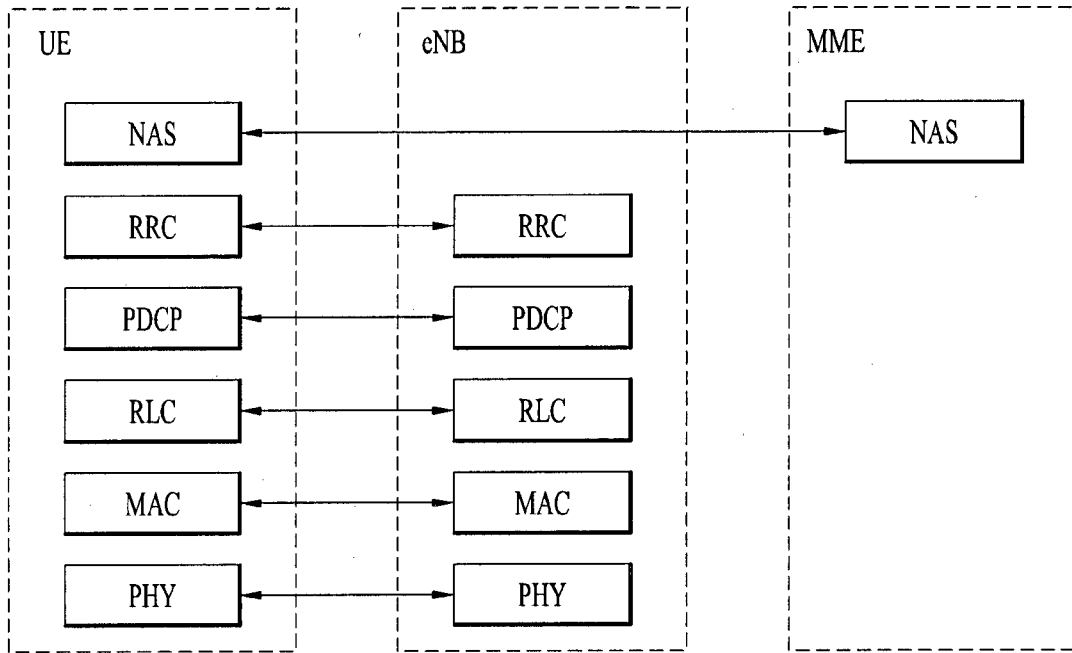 UE
eNB
MME
NAS
NAS
RRC
RRC
PDCP
PDCP
RLC
RLC
MAC
MAC
PHY
PHY